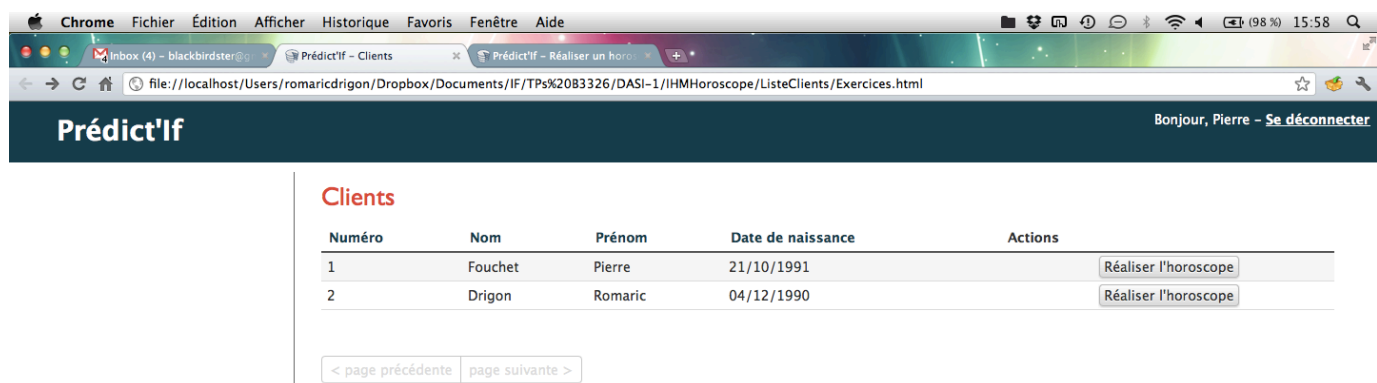 Chrome Fichier Édition Afficher Historique Favoris Fenêtre Aide (98 %) 15:58
Inbox (4) – blackbirdster@g Prédict'If – Clients Prédict'If – Réaliser un horos
file://localhost/Users/romaricdrigon/Dropbox/Documents/IF/TPs%20B3326/DASI-1/IHMHoroscope/ListeClients/Exercices.html
Prédict'If Bonjour, Pierre – Se déconnecter
Clients
Numéro Nom Prénom Date de naissance Actions
1 Fouchet Pierre 21/10/1991 Réaliser l'horoscope
2 Drigon Romaric 04/12/1990 Réaliser l'horoscope
< page précédente page suivante >